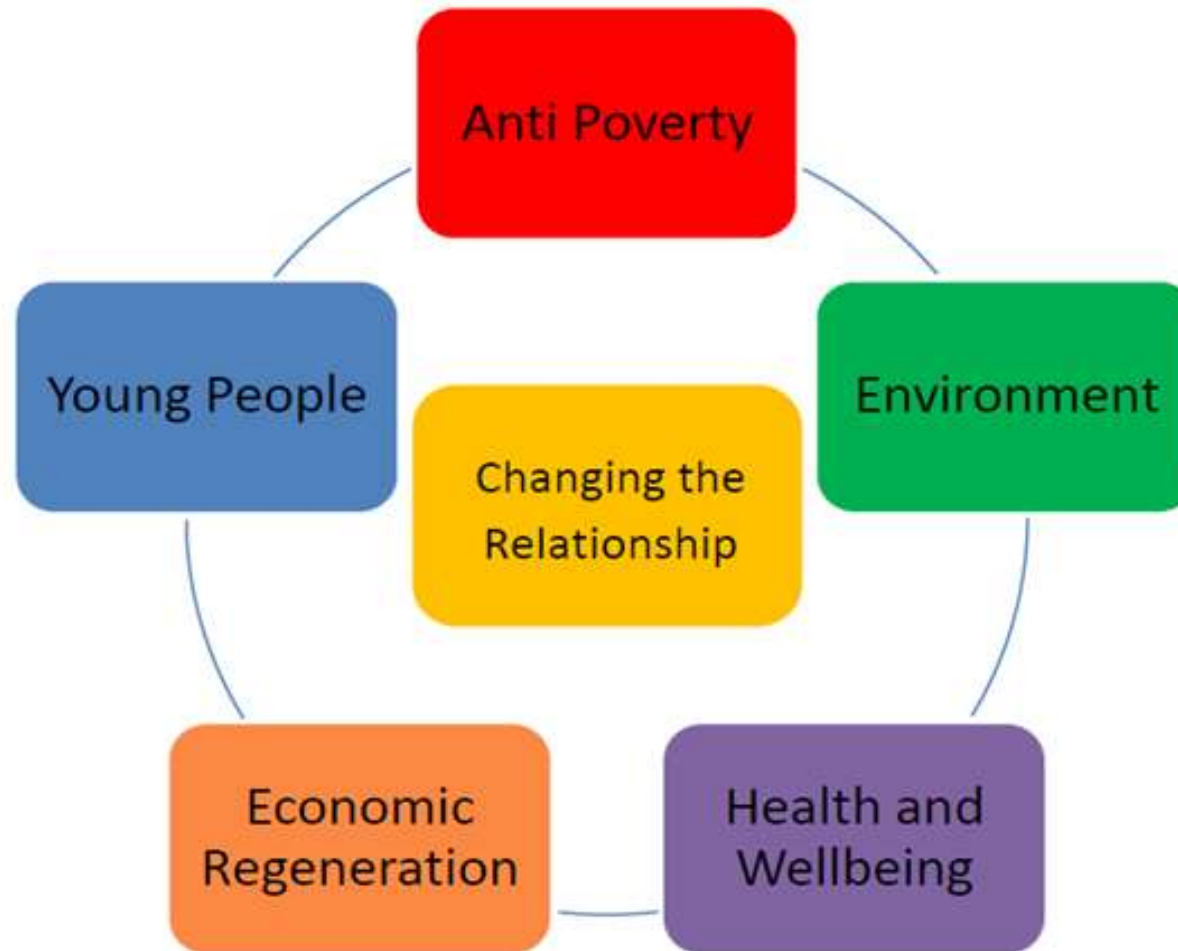 Anti Poverty
Young People
Environment
Changing the
Relationship
Economic
Regeneration
Health and
Wellbeing